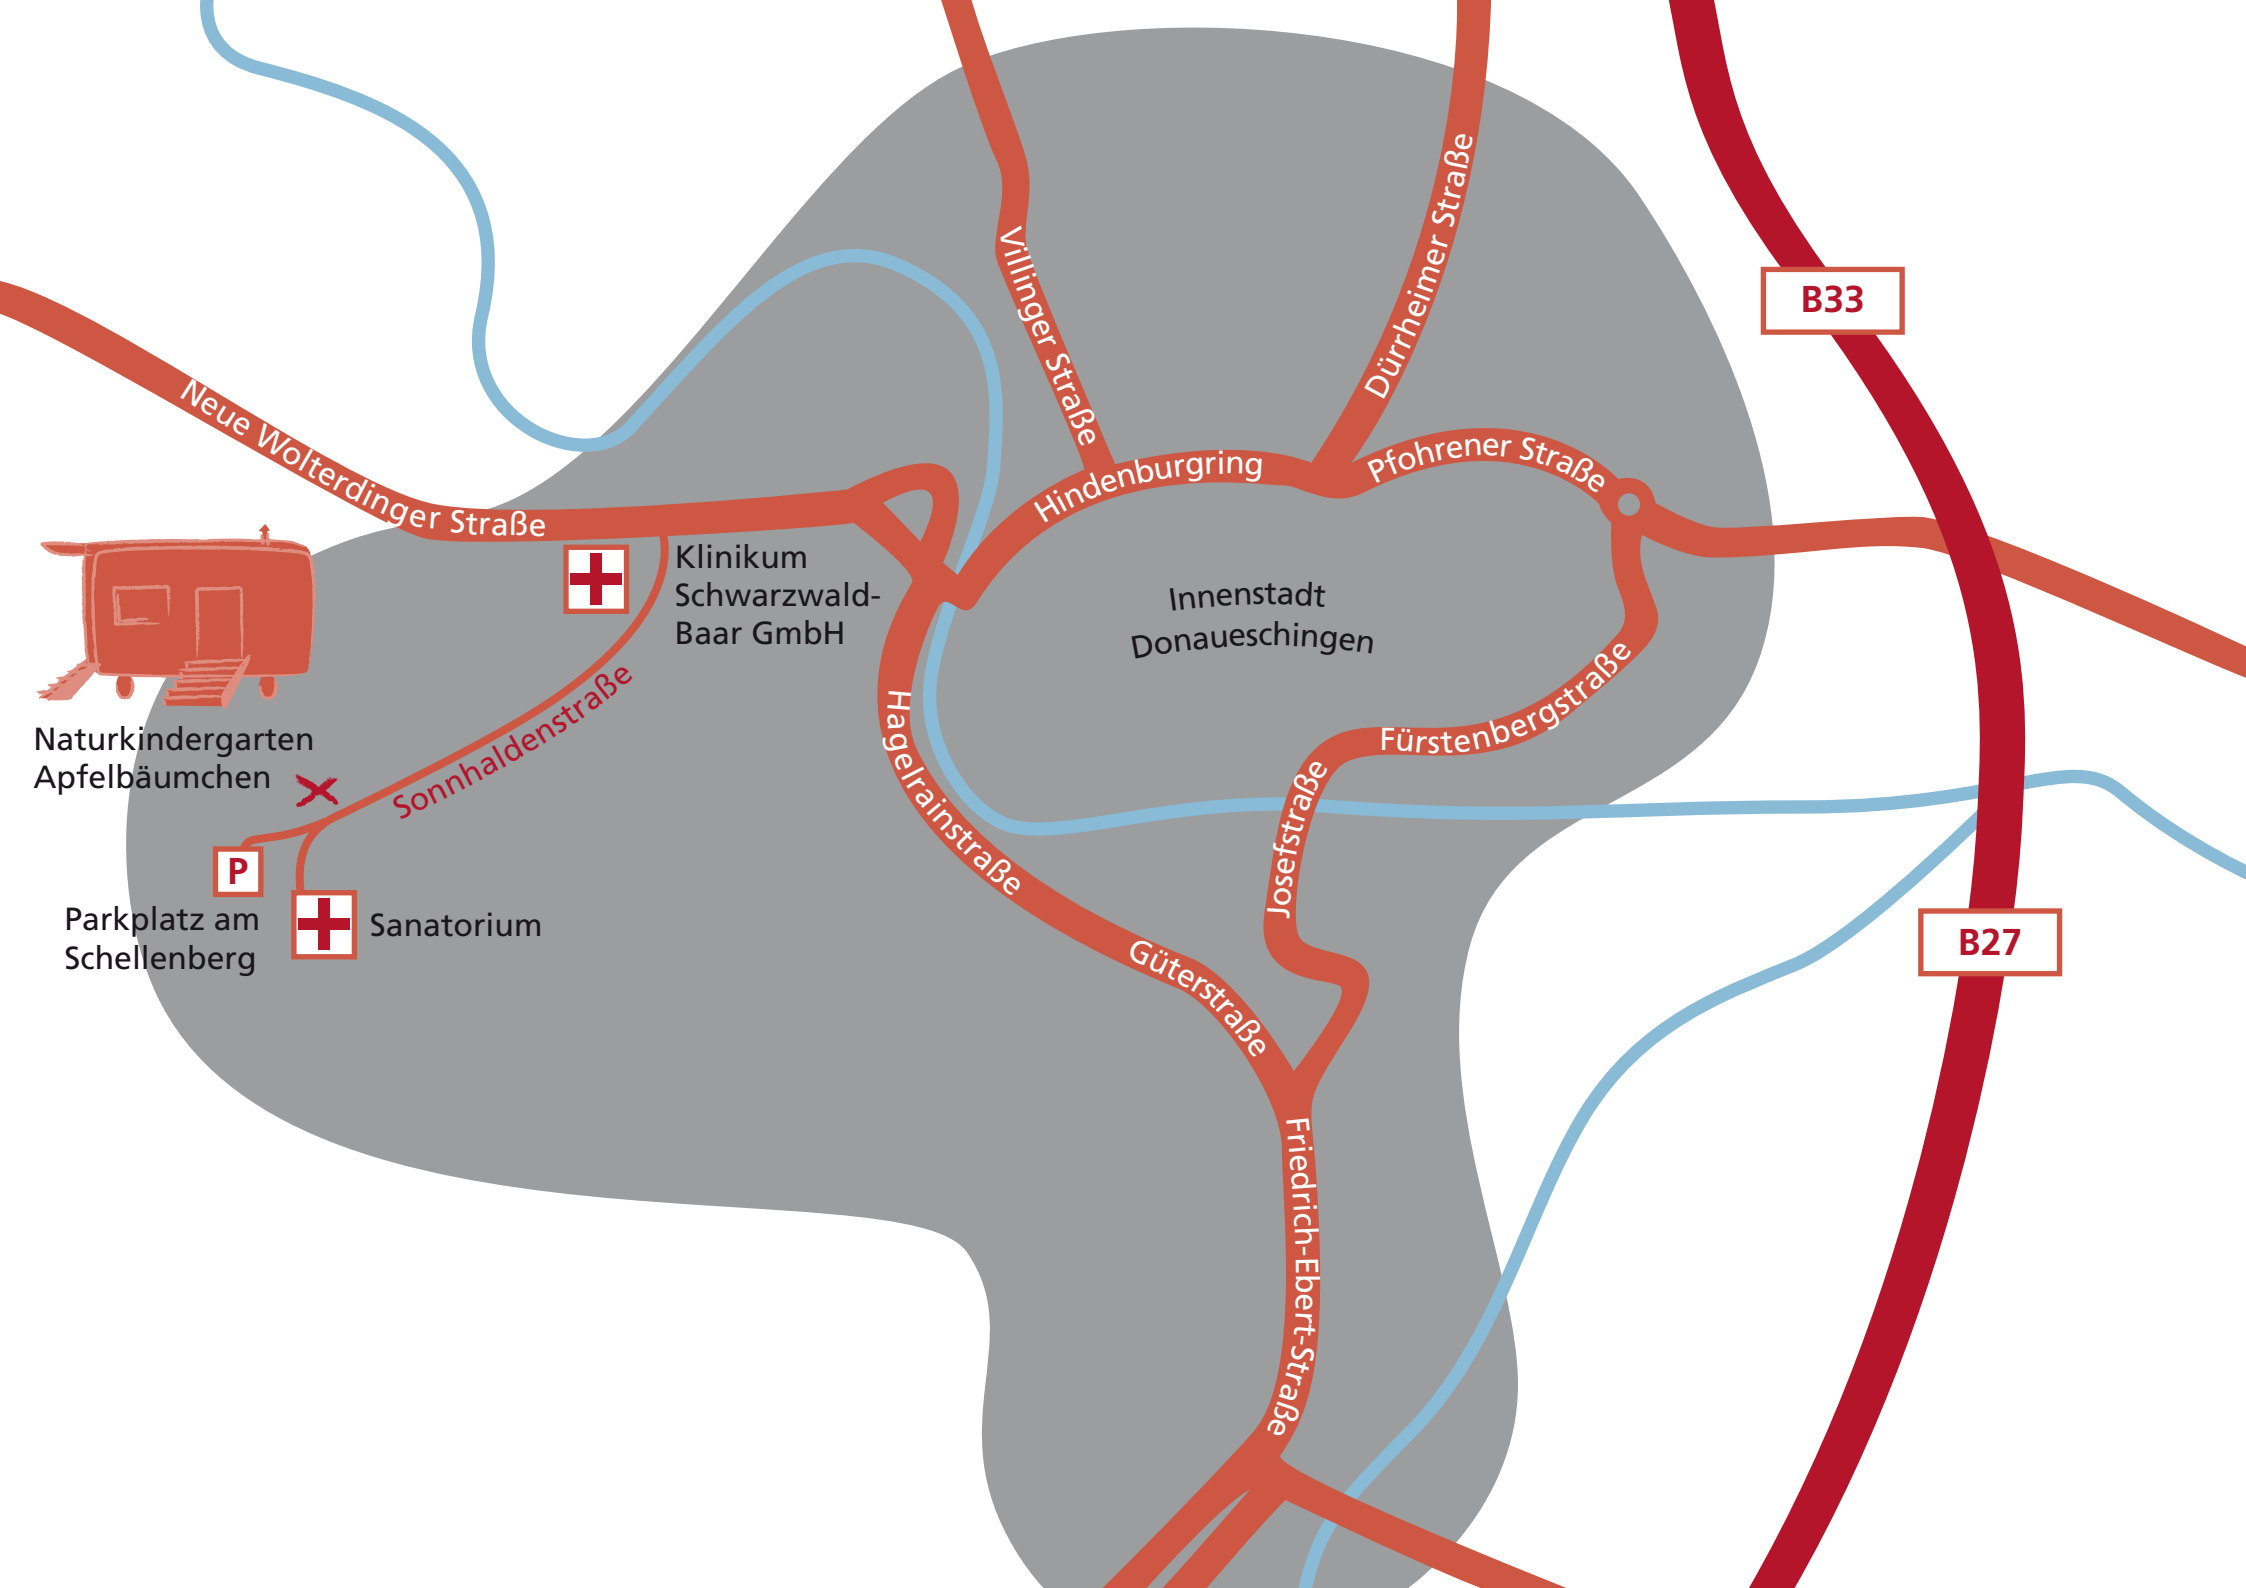 Villinger Straße
Dürrheimer Straße
B33
Neue Wolterdinger Straße
Hindenburgring
Pfohrener Straße
Klinikum
Schwarzwald-
Baar GmbH
Innenstadt
Donaueschingen
Sonnhaldenstraße
Hagelrainstraße
Fürstenbergstraße
Naturkindergarten
Apfelbäumchen
Josefstraße
P
Parkplatz am
Schellenberg
Sanatorium
Güterstraße
B27
Friedrich-Ebert-Straße